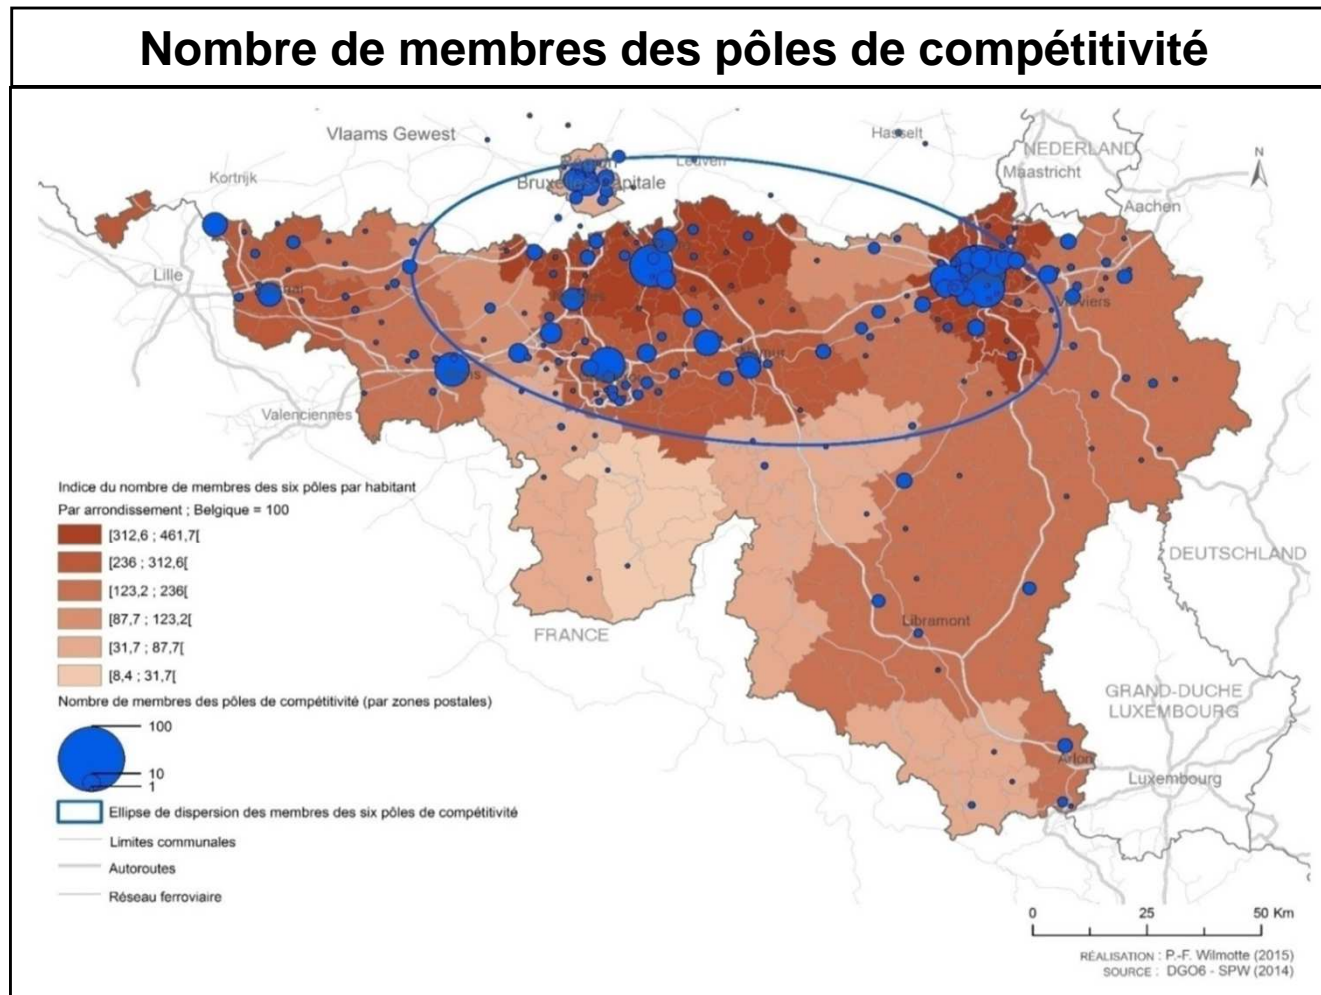 Nombre de membres des pôles de compétitivité
Vlaams Gewest
Hasselt
NEDERLAND
Maastricht
N
Leuven
Région
Bruxelles-Capitale
Kortrijk
Aachen
Lille
Verviers
Namur
Valenciennes
Indice du nombre de membres des six pôles par habitant
Par arrondissement ; Belgique = 100
[312,6 ; 461,7[
[236 ; 312,6[
[123,2 ; 236[
[87,7 ; 123,2[
[31,7 ; 87,7[
[8,4 ; 31,7[
DEUTSCHLAND
FRANCE
Libramont
GRAND-DUCHE
LUXEMBOURG
Arlon
Luxembourg
Nombre de membres des pôles de compétitivité (par zones postales)
100
10
1
Ellipse de dispersion des membres des six pôles de compétitivité
Limites communales
Autoroutes
Réseau ferroviaire
0 25 50 Km
RÉALISATION : P.-F. Wilmotte (2015)
SOURCE : DGO6 - SPW (2014)